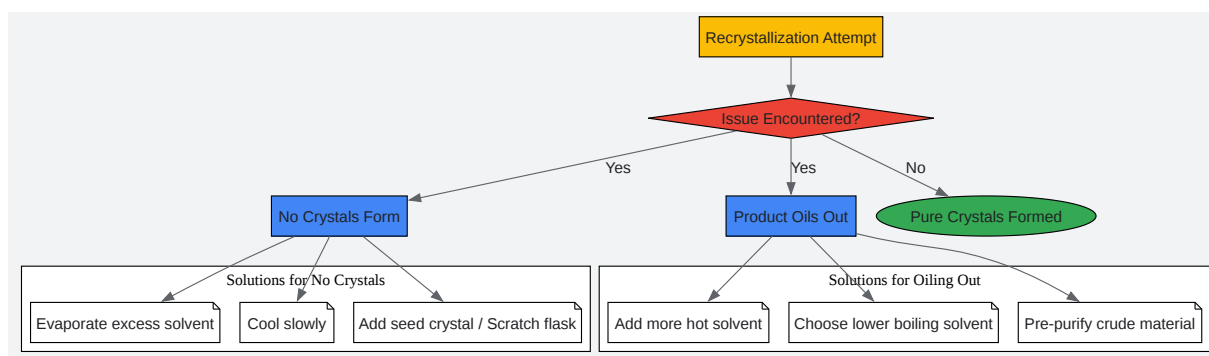 Recrystallization Attempt
Issue Encountered?
Yes
Yes
No
No Crystals Form
Product Oils Out
Pure Crystals Formed
Solutions for No Crystals
Solutions for Oiling Out
Evaporate excess solvent
Cool slowly
Add seed crystal / Scratch flask
Add more hot solvent
Choose lower boiling solvent
Pre-purify crude material